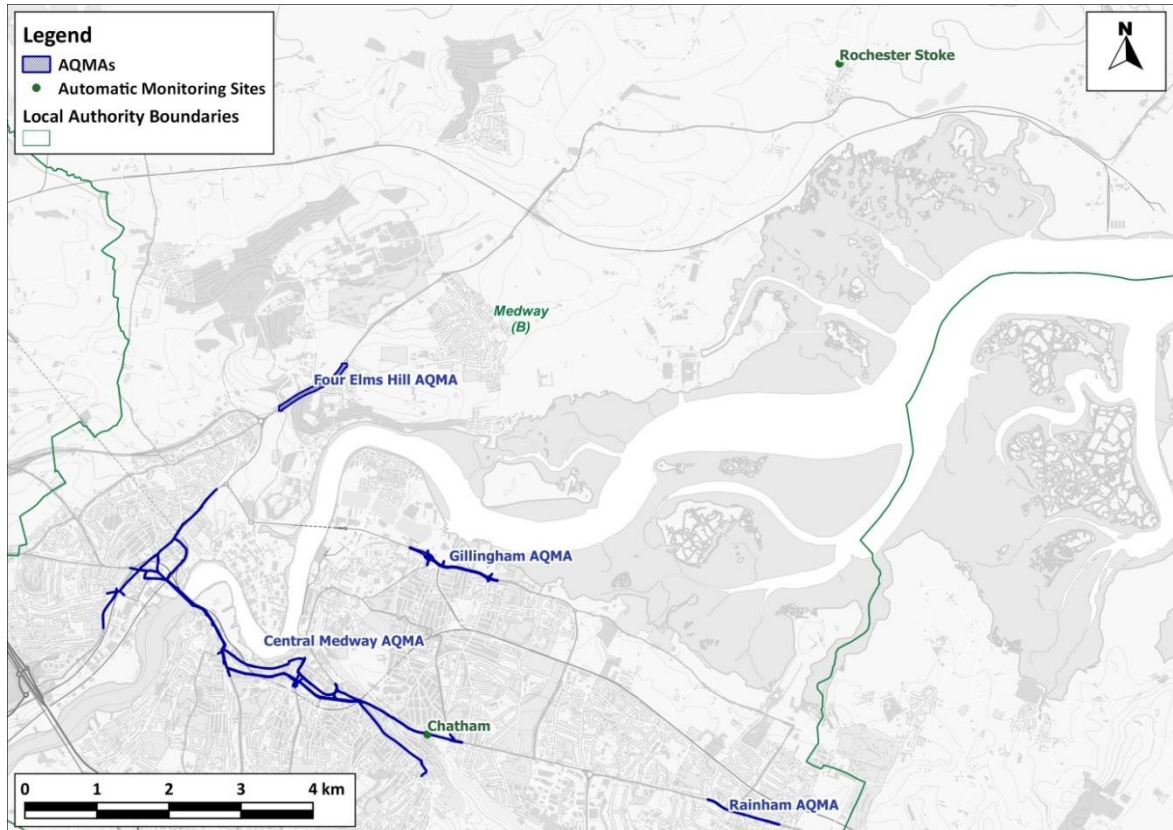 Legend
AQMAs
Automatic Monitoring Sites
Local Authority Boundaries
N
Rochester Stoke
Medway
(B)
Four Elms Hill AQMA
Gillingham AQMA
Central Medway AQMA
Chatham
Rainham AQMA
0 1 2 3 4 km